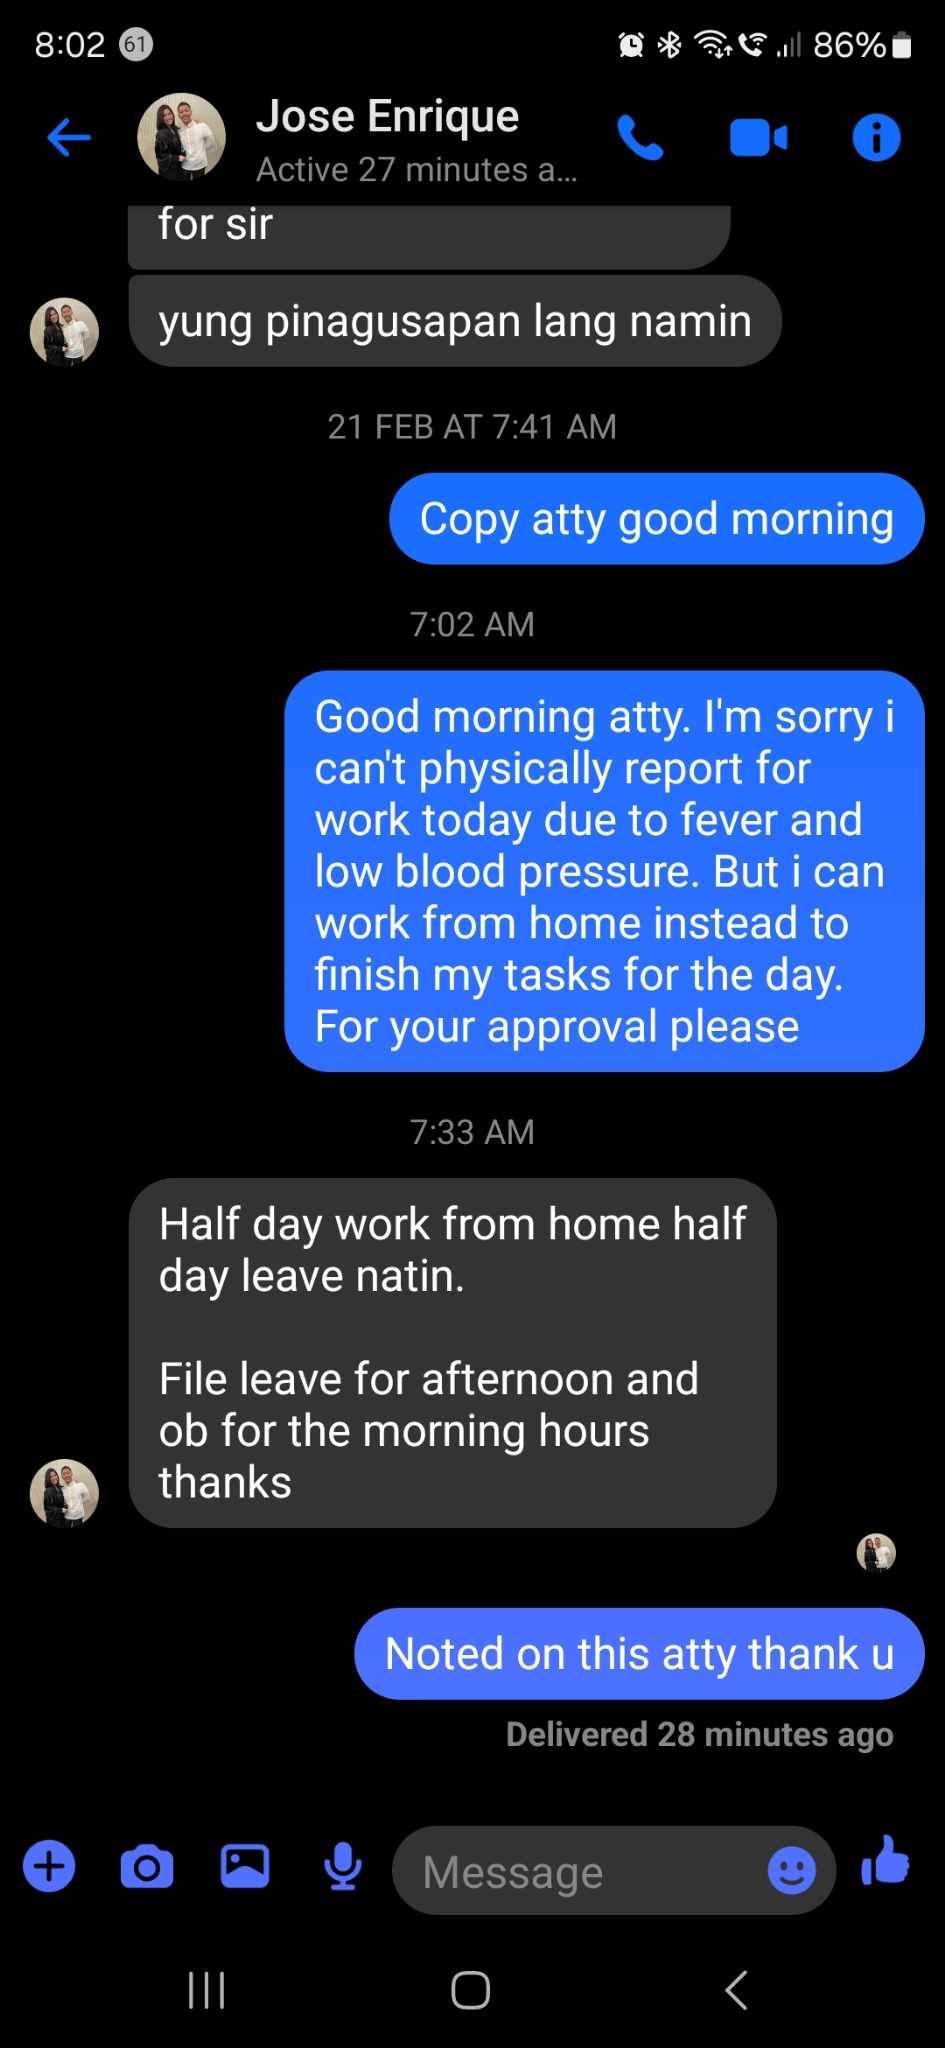 8:02 61 86%
Jose Enrique
Active 27 minutes a...
for sir
yung pinagusapan lang namin
21 FEB AT 7:41 AM
Copy atty good morning
7:02 AM
Good morning atty. I'm sorry i
can't physically report for
work today due to fever and
low blood pressure. But i can
work from home instead to
finish my tasks for the day.
For your approval please
7:33 AM
Half day work from home half
day leave natin.
File leave for afternoon and
ob for the morning hours
thanks
Noted on this atty thank u
Delivered 28 minutes ago
Message